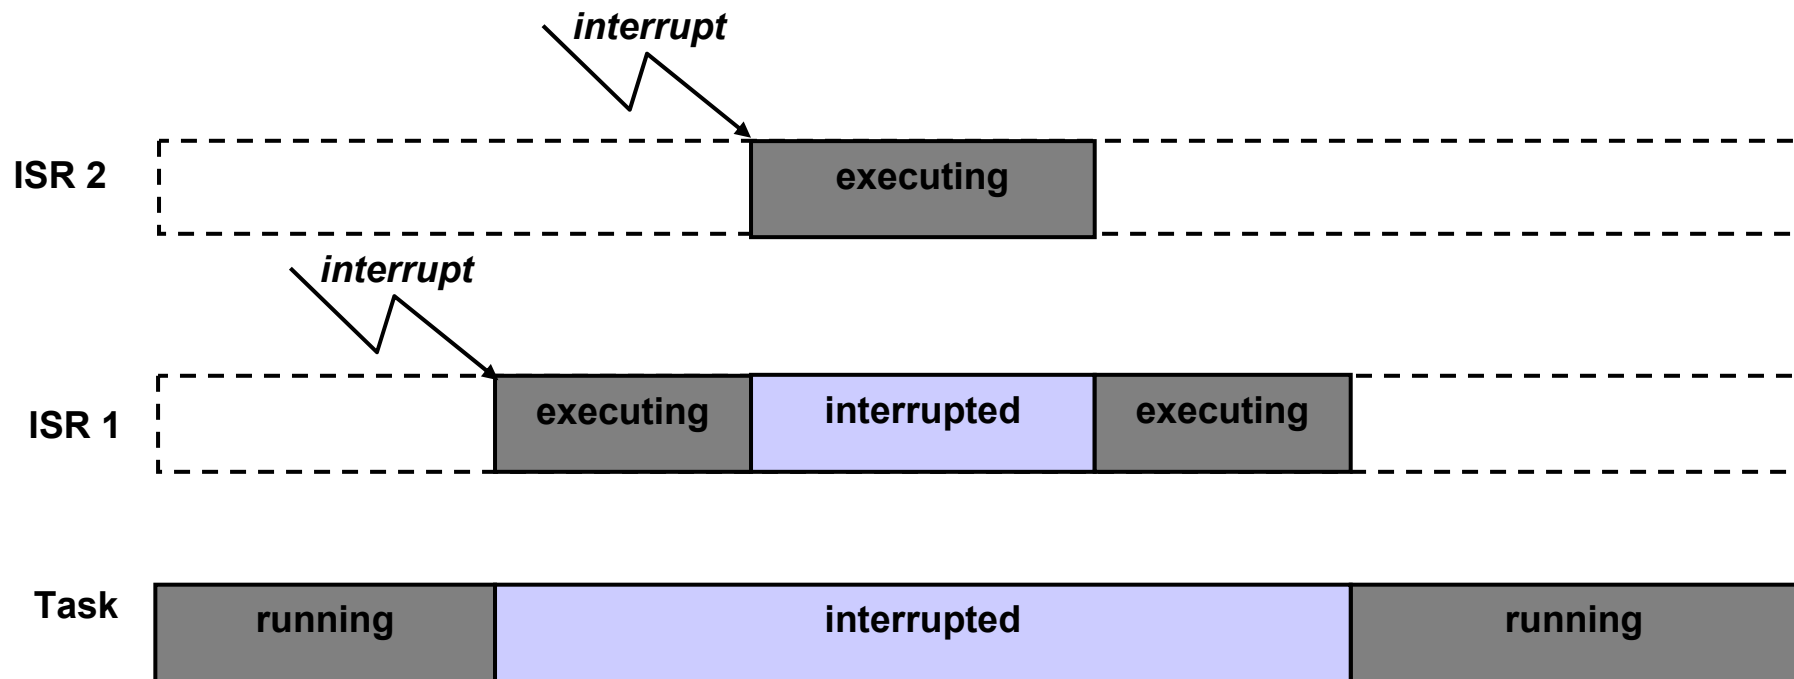 interrupt
ISR 2
executing
interrupt
ISR 1
executing
interrupted
executing
Task
running
interrupted
running